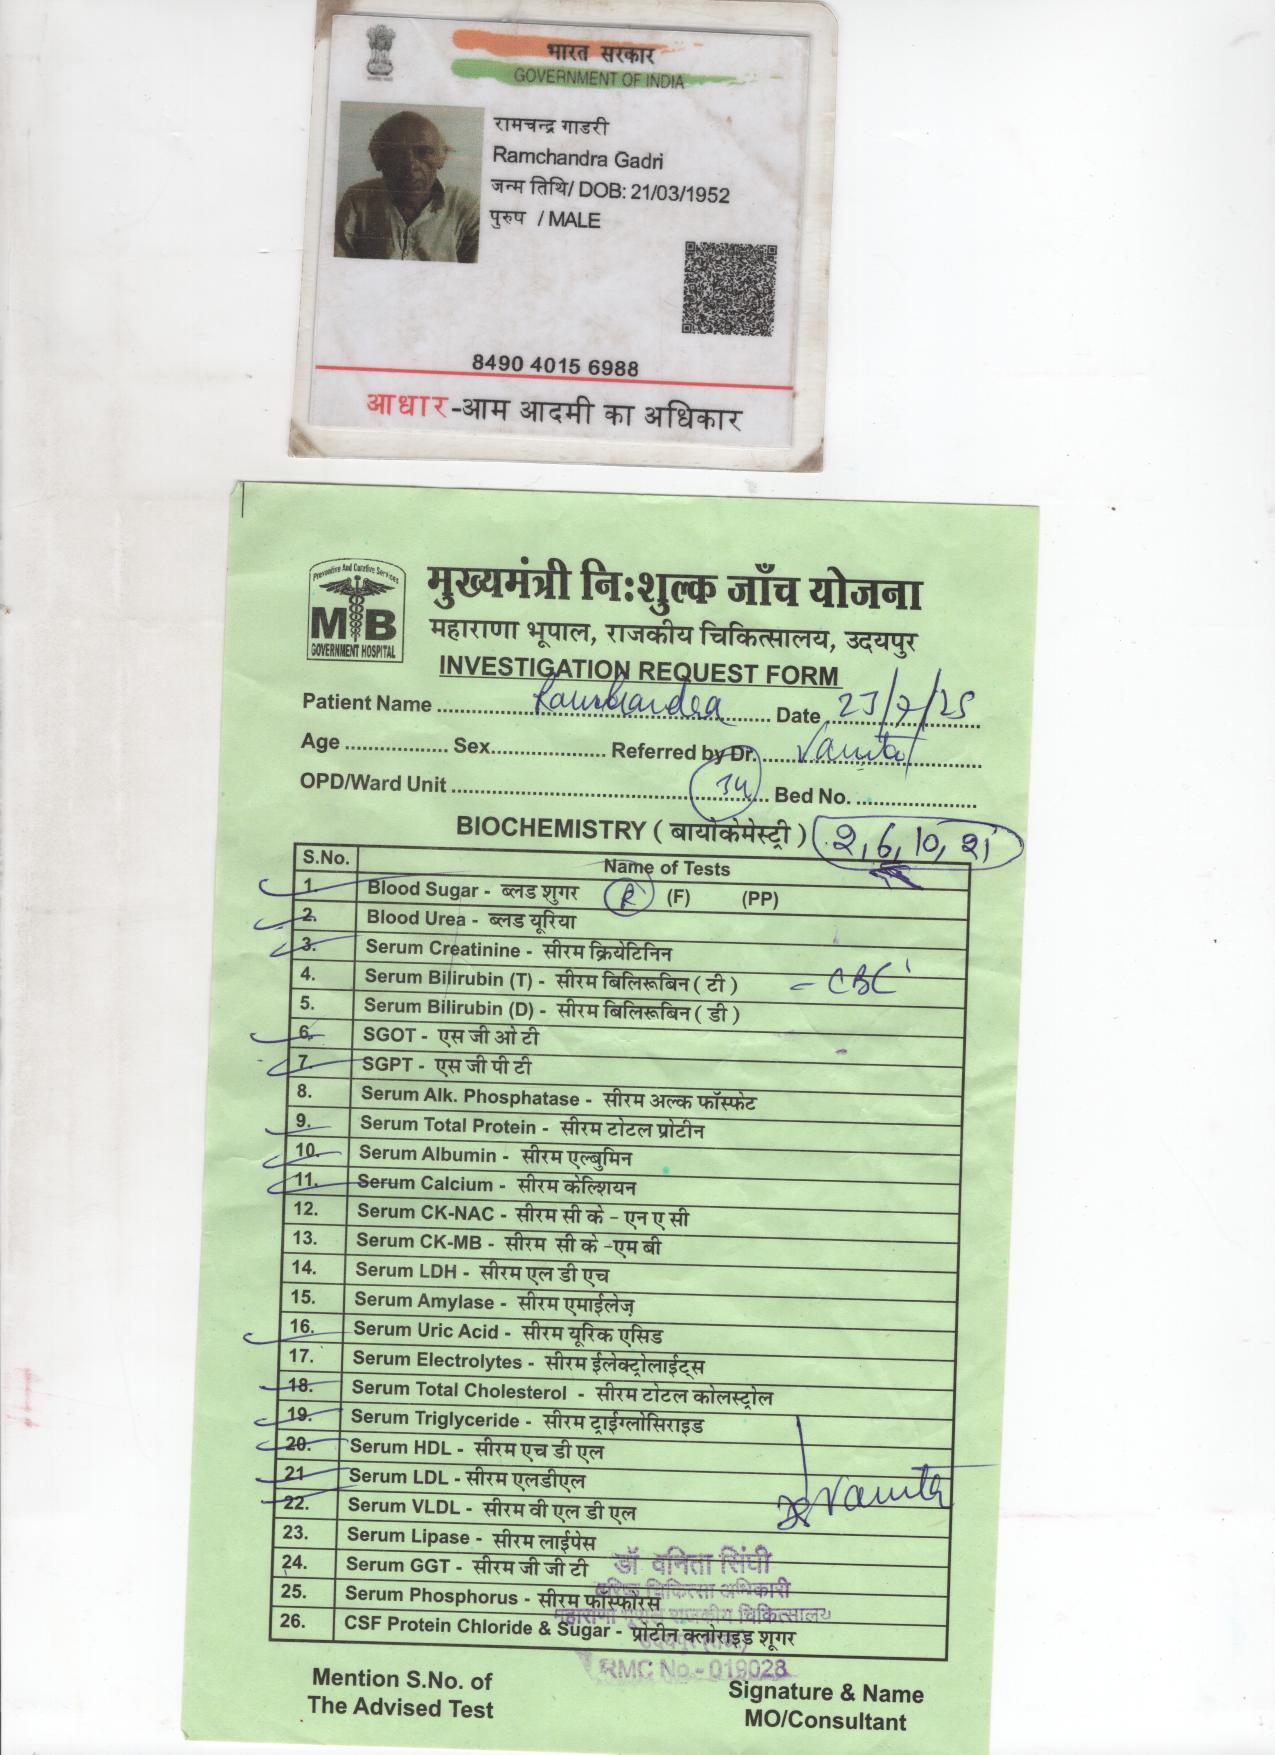 भारत सरकार
GOVERNMENT OF INDIA
रामचन्द्र गाडरी
Ramchandra Gadri
जन्म तिथि/ DOB: 21/03/1952
पुरुष / MALE
8490 4015 6988
आधार-आम आदमी का अधिकार
Preventive And Curative Services
MB
GOVERNMENT HOSPITAL
मुख्यमंत्री नि:शुल्क जाँच योजना
महाराणा भूपाल, राजकीय चिकित्सालय, उदयपुर
INVESTIGATION REQUEST FORM
Patient Name Ramchandra Date 23/7/25
Age Sex Referred by Dr. Vanita
OPD/Ward Unit 34 Bed No.
BIOCHEMISTRY ( बायोकेमेस्ट्री ) 2, 6, 10, 21
S.No. Name of Tests
1. Blood Sugar - ब्लड शुगर (R) (F) (PP)
2. Blood Urea - ब्लड यूरिया
3. Serum Creatinine - सीरम क्रियेटिनिन
4. Serum Bilirubin (T) - सीरम बिलिरूबिन ( टी ) - CBC
5. Serum Bilirubin (D) - सीरम बिलिरूबिन ( डी )
6. SGOT - एस जी ओ टी
7. SGPT - एस जी पी टी
8. Serum Alk. Phosphatase - सीरम अल्क फॉस्फेट
9. Serum Total Protein - सीरम टोटल प्रोटीन
10. Serum Albumin - सीरम एल्बुमिन
11. Serum Calcium - सीरम केल्शियन
12. Serum CK-NAC - सीरम सी के - एन ए सी
13. Serum CK-MB - सीरम सी के -एम बी
14. Serum LDH - सीरम एल डी एच
15. Serum Amylase - सीरम एमाईलेज़
16. Serum Uric Acid - सीरम यूरिक एसिड
17. Serum Electrolytes - सीरम ईलेक्ट्रोलाईट्स
18. Serum Total Cholesterol - सीरम टोटल कोलस्ट्रोल
19. Serum Triglyceride - सीरम ट्राईग्लोसिराइड
20. Serum HDL - सीरम एच डी एल
21 Serum LDL - सीरम एलडीएल
22. Serum VLDL - सीरम वी एल डी एल
Vanita
23. Serum Lipase - सीरम लाईपेस
24. Serum GGT - सीरम जी जी टी
25. Serum Phosphorus - सीरम फॉस्फोरस
26. CSF Protein Chloride & Sugar - प्रोटीन क्लोराइड शूगर
डॉ वनिता सिंघी
वरिष्ठ चिकित्सा अधिकारी
महाराणा भूपाल राजकीय चिकित्सालय
RMC No.- 019028
Mention S.No. of
The Advised Test
Signature & Name
MO/Consultant